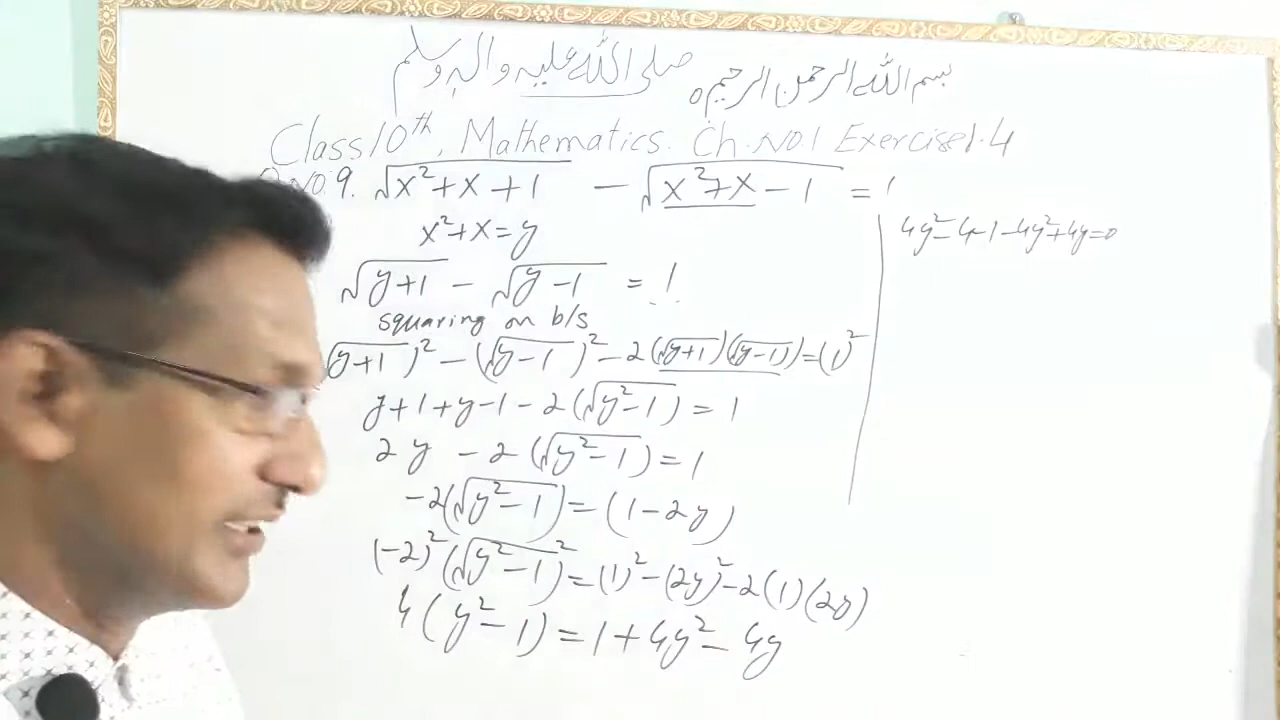 بسم اللہ الرحمن الرحیم ہ صلی اللہ علیہ والہ وسلم
Class 10th, Mathematics. Ch. No.1 Exercise 1.4
Q No 9. √(x²+x+1) − √(x²+x−1) = 1
x²+x=y
√(y+1) − √(y−1) = 1
squaring on b/s
(√(y+1))² − (√(y−1))² − 2(√(y+1))(√(y−1)) = (1)²
y+1+y−1−2(√(y²−1)) = 1
2y −2(√(y²−1)) = 1
−2(√(y²−1)) = (1−2y)
(−2)²(√(y²−1))² = (1)²−(2y)²−2(1)(2y)
4(y²−1) = 1+4y²−4y
4y²−4−1−4y²+4y=0